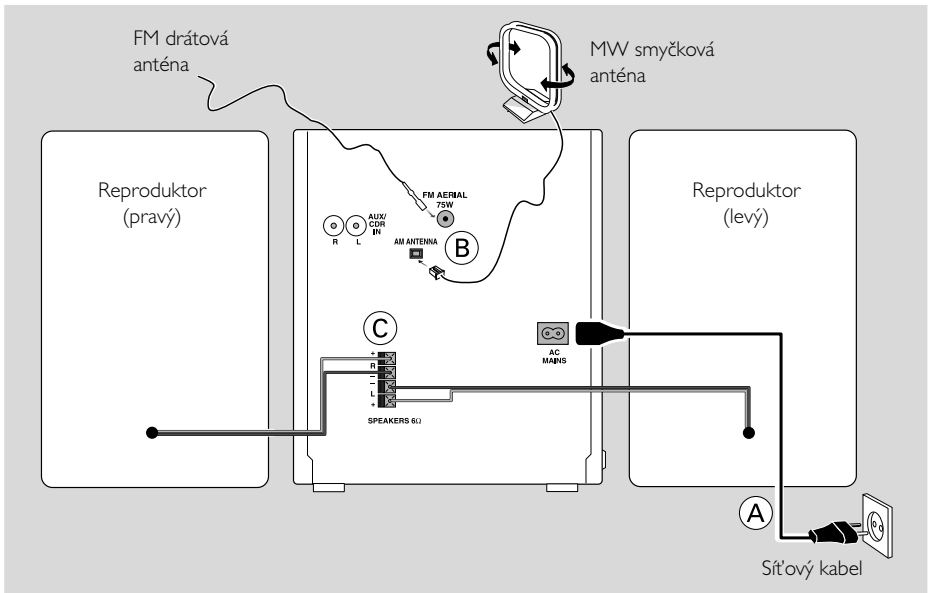 FM drátová
anténa
MW smyčková
anténa
Reproduktor
(pravý)
Reproduktor
(levý)
FM AERIAL
75W
AUX/
CDR
IN
R L
AM ANTENNA
B
C
AC
MAINS
+
R
–
–
L
+
SPEAKERS 6Ω
A
Síťový kabel